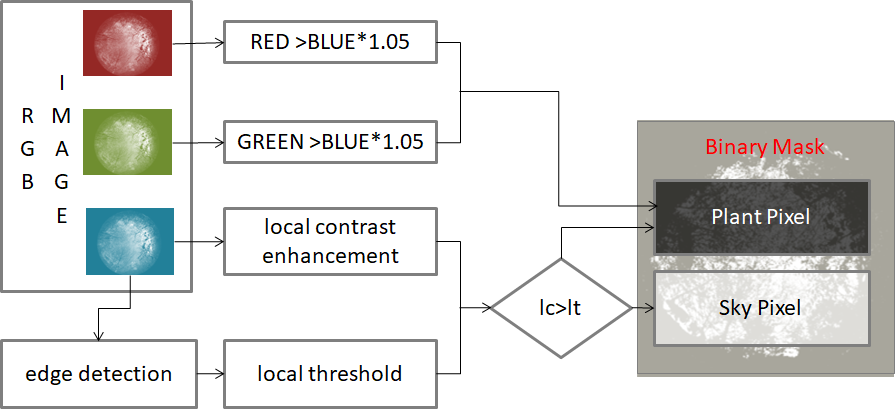 RGB
IMAGE
RED >BLUE*1.05
GREEN >BLUE*1.05
local contrast
enhancement
edge detection
local threshold
lc>lt
Binary Mask
Plant Pixel
Sky Pixel